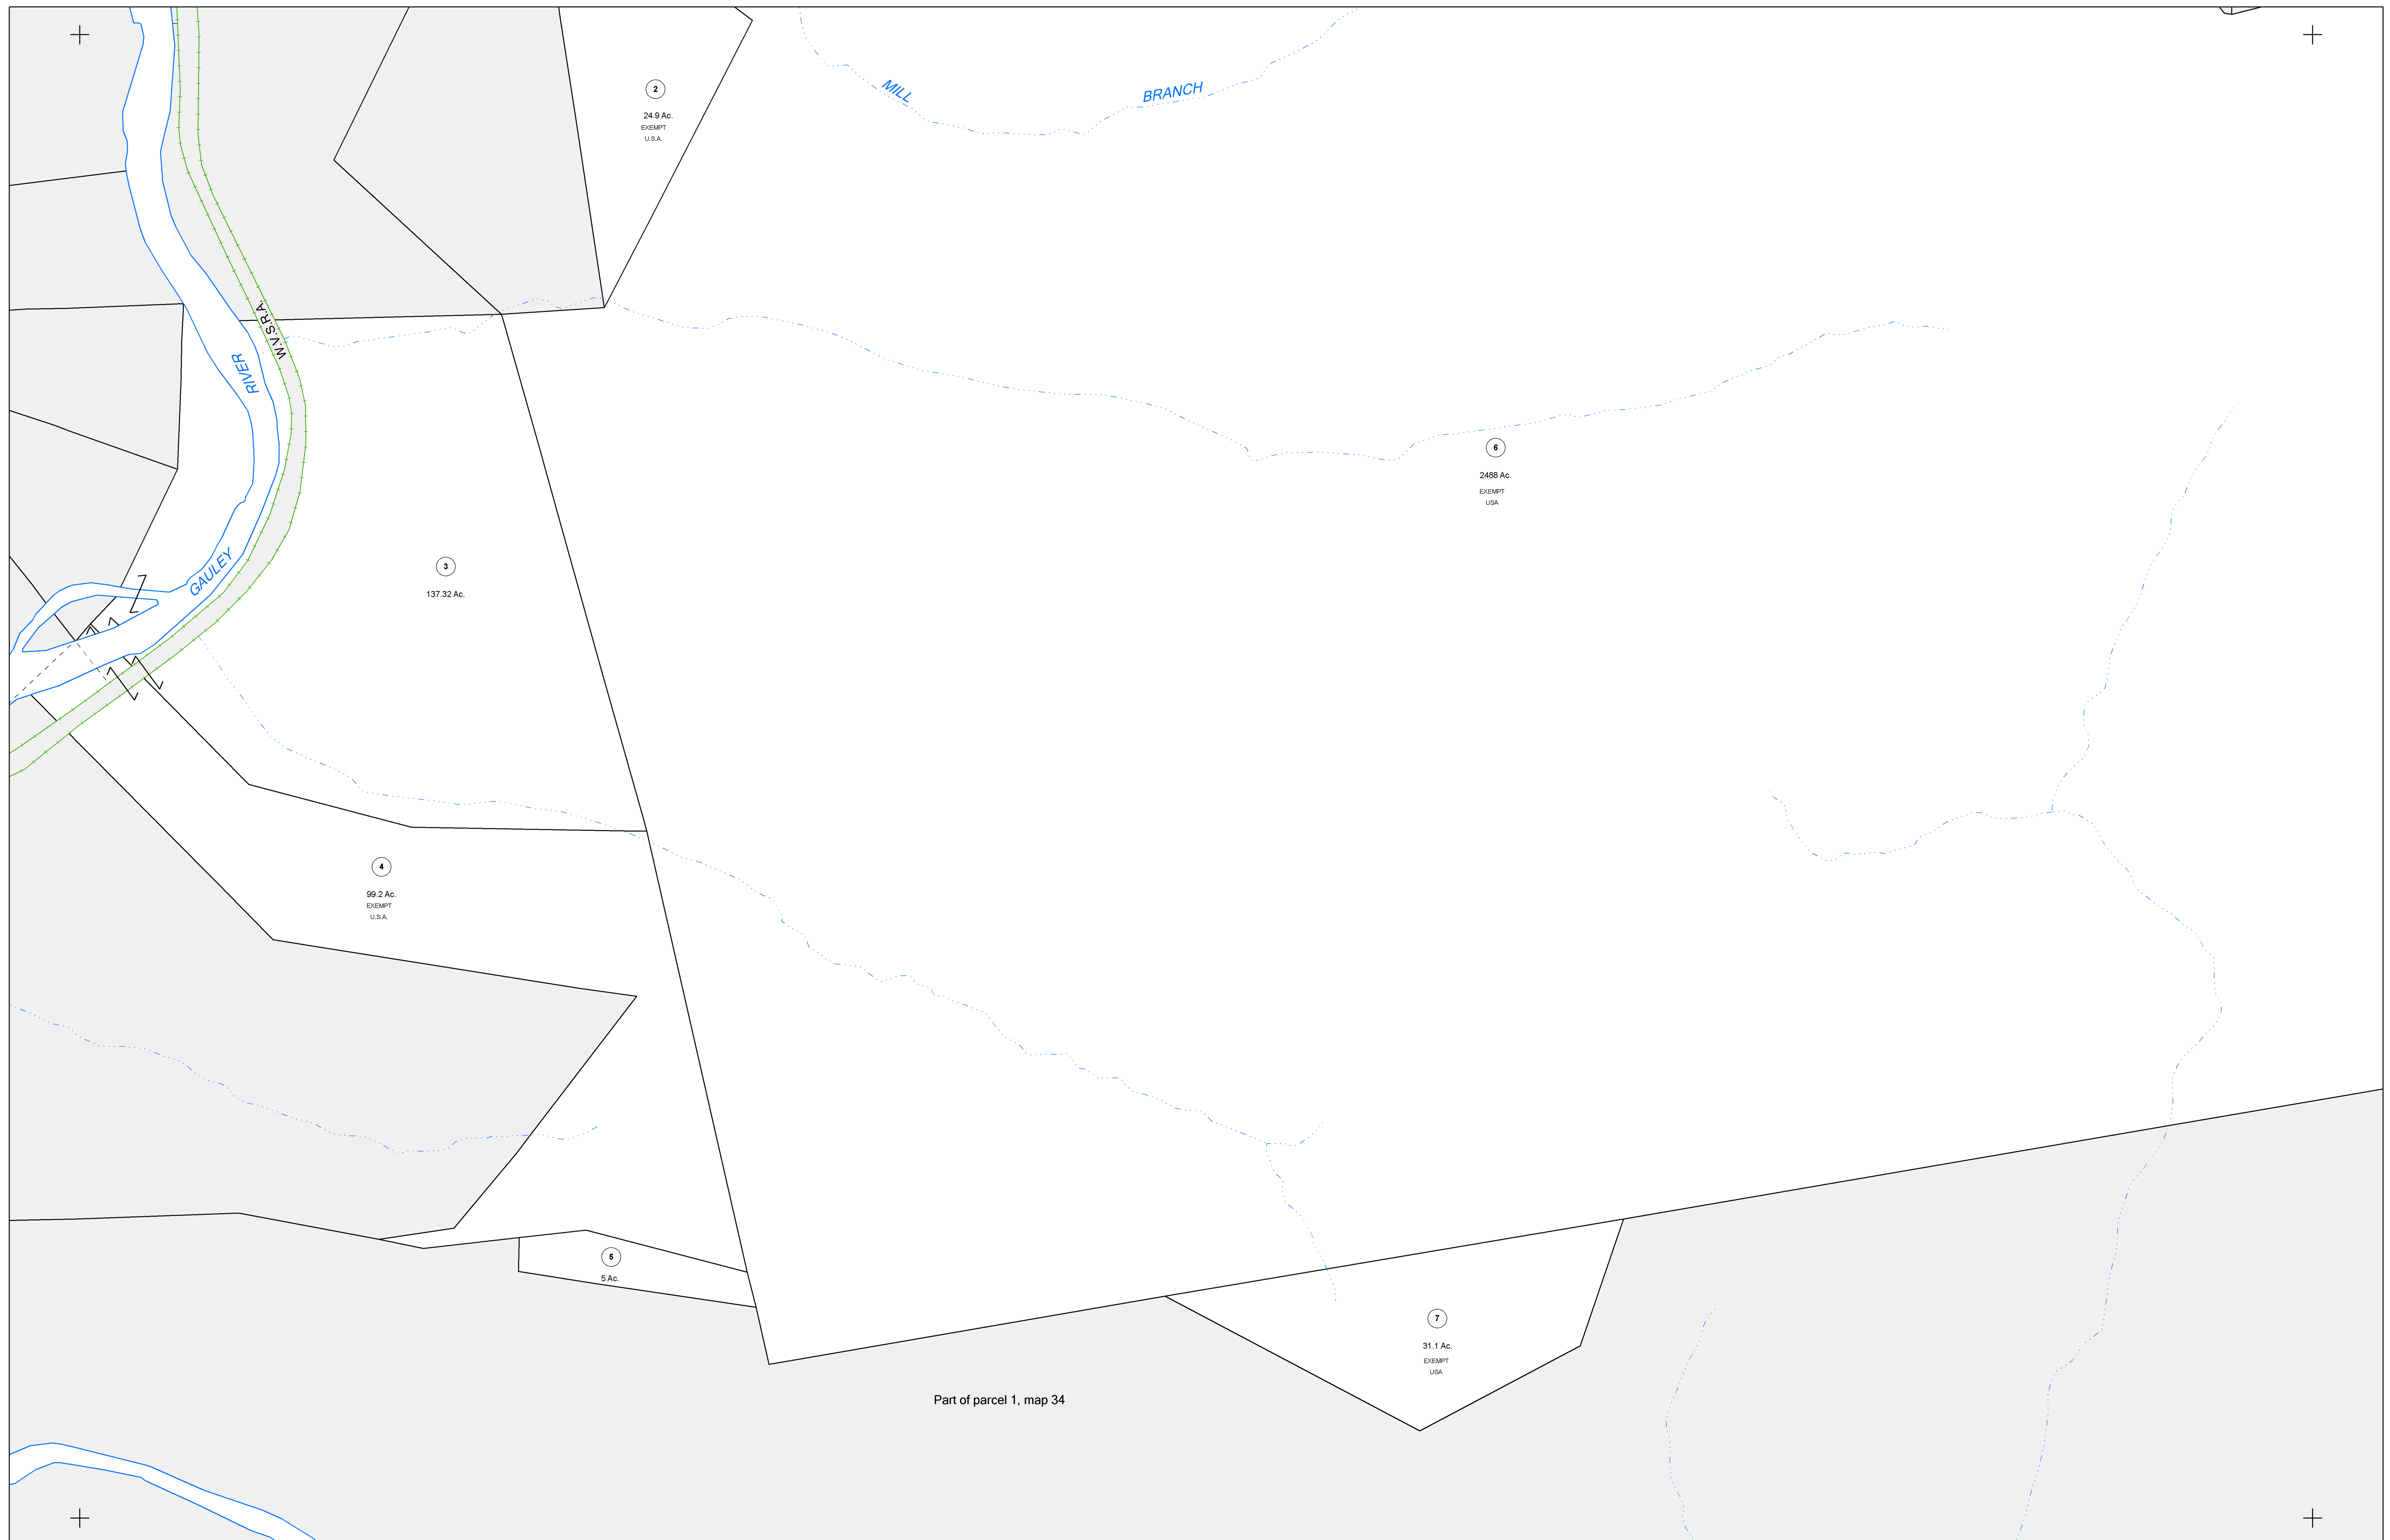 2
24.9 Ac.
EXEMPT
U.S.A.
MILL BRANCH
W.V.S.R.A.
GAULEY RIVER
6
2488 Ac.
EXEMPT
USA
3
137.32 Ac.
4
99.2 Ac.
EXEMPT
U.S.A.
5
5 Ac.
7
31.1 Ac.
EXEMPT
USA
Part of parcel 1, map 34